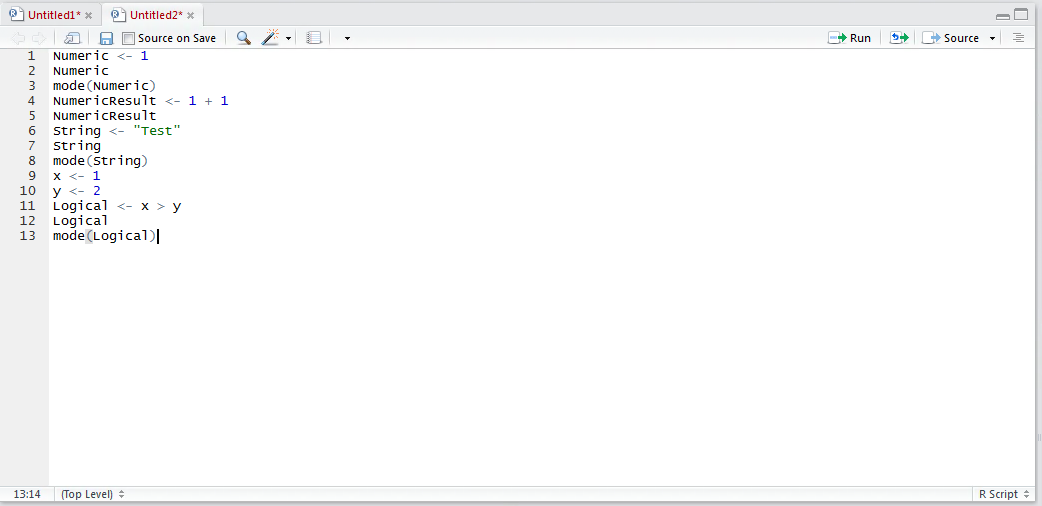 Untitled1* Untitled2*
Source on Save Run Source
1 Numeric <- 1
2 Numeric
3 mode(Numeric)
4 NumericResult <- 1 + 1
5 NumericResult
6 String <- "Test"
7 String
8 mode(String)
9 x <- 1
10 y <- 2
11 Logical <- x > y
12 Logical
13 mode(Logical)
13:14 (Top Level) R Script